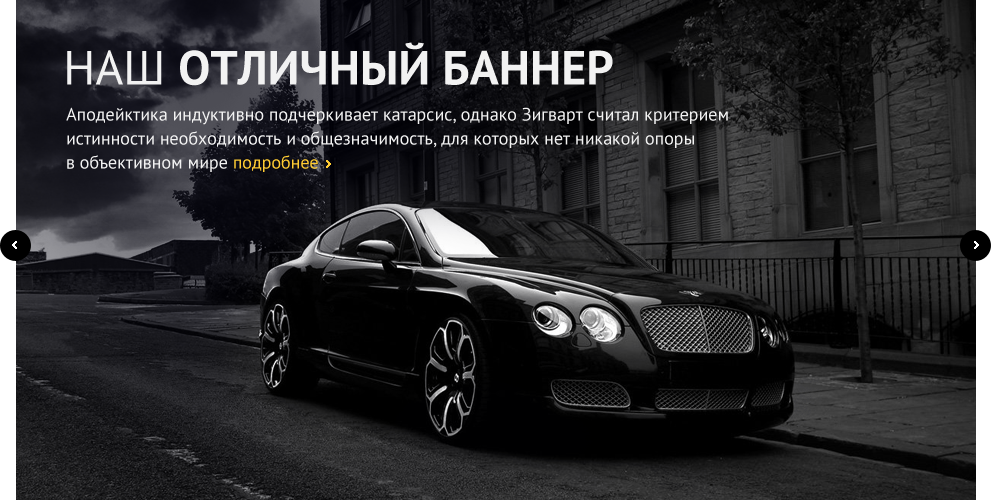 НАШ ОТЛИЧНЫЙ БАННЕР
Аподейктика индуктивно подчеркивает катарсис, однако Зигварт считал критерием
истинности необходимость и общезначимость, для которых нет никакой опоры
в объективном мире подробнее